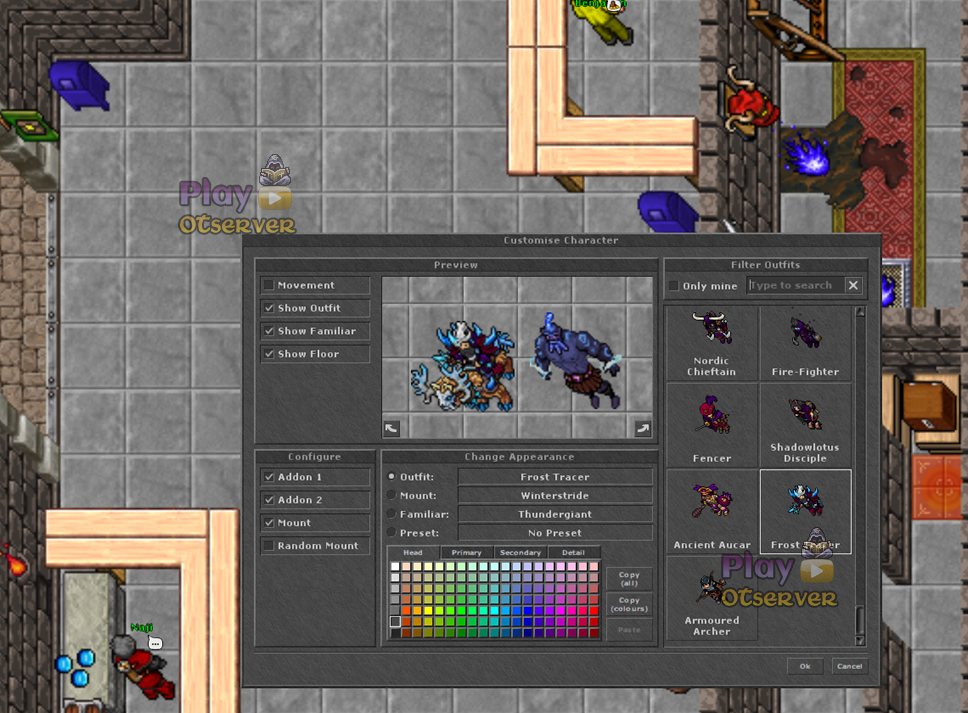 Benjamin
Play
OTserver
Customise Character
Preview
Filter Outfits
Movement
Show Outfit
Show Familiar
Show Floor
Only mine
Type to search
Nordic
Chieftain
Fire-Fighter
Fencer
Shadowlotus
Disciple
Configure
Change Appearance
Addon 1
Addon 2
Mount
Random Mount
Outfit:
Frost Tracer
Mount:
Winterstride
Familiar:
Thundergiant
Preset:
No Preset
Head
Primary
Secondary
Detail
Copy
(all)
Copy
(colours)
Paste
Ancient Aucar
Frost Tracer
Play
OTserver
Armoured
Archer
Naji
...
Ok
Cancel